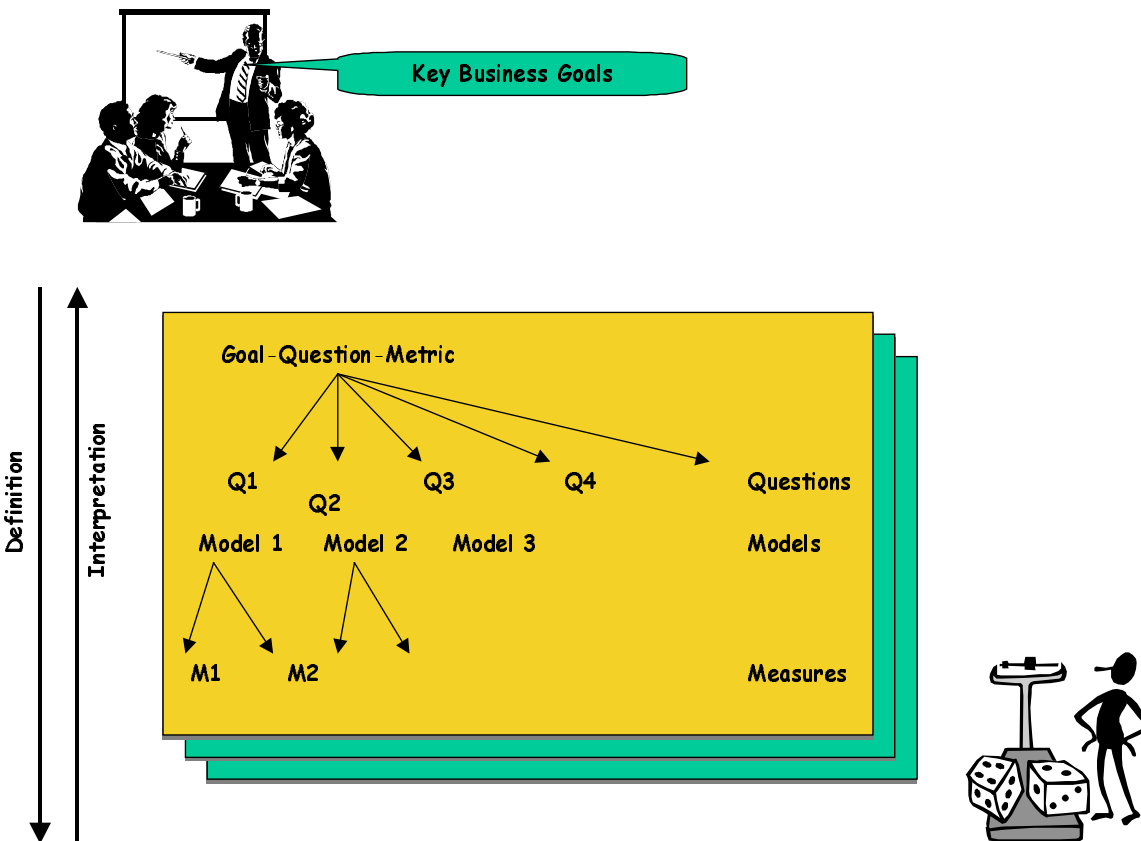 Key Business Goals
Definition
Interpretation
Goal-Question-Metric
Q1
Q2
Q3
Q4
Questions
Model 1
Model 2
Model 3
Models
M1
M2
Measures